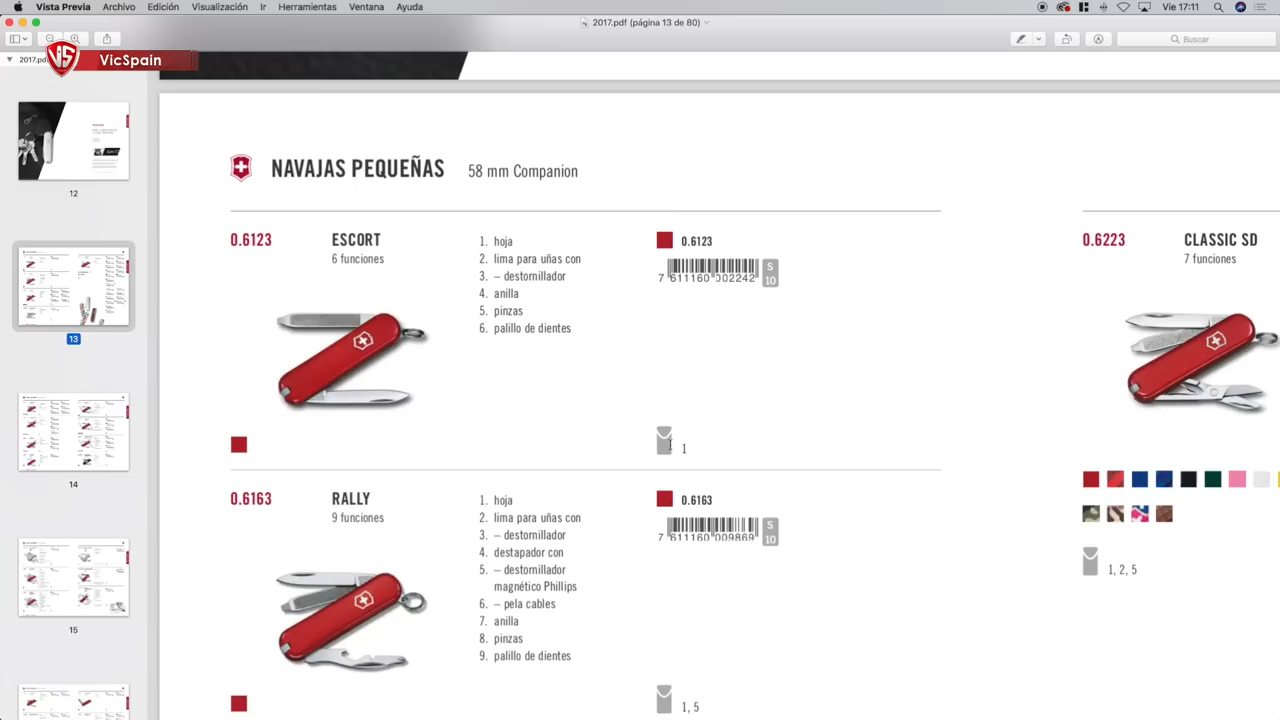 Vista Previa Archivo Edición Visualización Ir Herramientas Ventana Ayuda
Vie 17:11
2017.pdf (página 13 de 80)
Buscar
2017.pd
VS
VicSpain
12
13
14
15
NAVAJAS PEQUEÑAS 58 mm Companion
0.6123 ESCORT
6 funciones
1. hoja
2. lima para uñas con
3. – destornillador
4. anilla
5. pinzas
6. palillo de dientes
0.6123
7 611160 002242
S
10
1
0.6163 RALLY
9 funciones
1. hoja
2. lima para uñas con
3. – destornillador
4. destapador con
5. – destornillador
magnético Phillips
6. – pela cables
7. anilla
8. pinzas
9. palillo de dientes
0.6163
7 611160 009869
S
10
1, 5
0.6223 CLASSIC SD
7 funciones
1, 2, 5